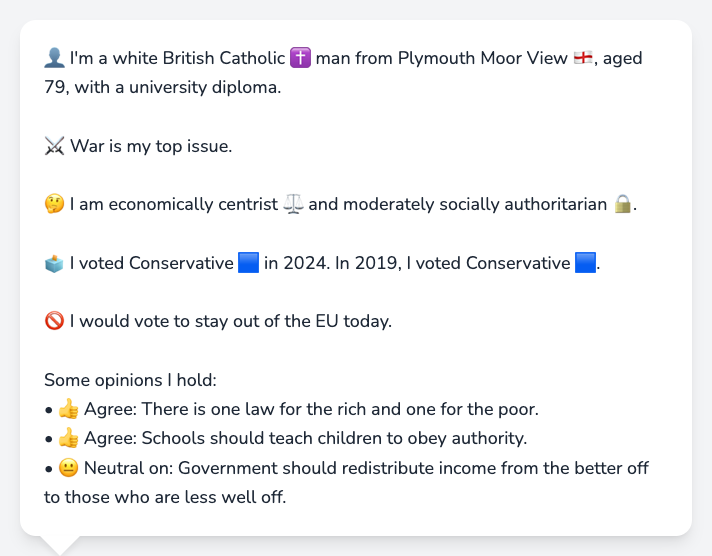 👤 I'm a white British Catholic ✝️ man from Plymouth Moor View 🏴󠁧󠁢󠁥󠁮󠁧󠁿, aged
79, with a university diploma.
⚔️ War is my top issue.
🤔 I am economically centrist ⚖️ and moderately socially authoritarian 🔒.
🗳️ I voted Conservative 🟦 in 2024. In 2019, I voted Conservative 🟦.
🚫 I would vote to stay out of the EU today.
Some opinions I hold:
• 👍 Agree: There is one law for the rich and one for the poor.
• 👍 Agree: Schools should teach children to obey authority.
• 😐 Neutral on: Government should redistribute income from the better off
to those who are less well off.